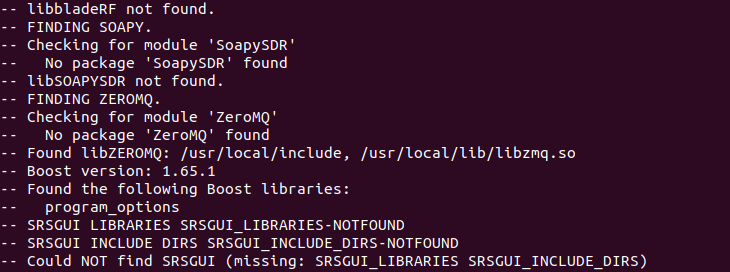 -- libbladeRF not found.
-- FINDING SOAPY.
-- Checking for module 'SoapySDR'
--   No package 'SoapySDR' found
-- libSOAPYSDR not found.
-- FINDING ZEROMQ.
-- Checking for module 'ZeroMQ'
--   No package 'ZeroMQ' found
-- Found libZEROMQ: /usr/local/include, /usr/local/lib/libzmq.so
-- Boost version: 1.65.1
-- Found the following Boost libraries:
--   program_options
-- SRSGUI LIBRARIES SRSGUI_LIBRARIES-NOTFOUND
-- SRSGUI INCLUDE DIRS SRSGUI_INCLUDE_DIRS-NOTFOUND
-- Could NOT find SRSGUI (missing: SRSGUI_LIBRARIES SRSGUI_INCLUDE_DIRS)